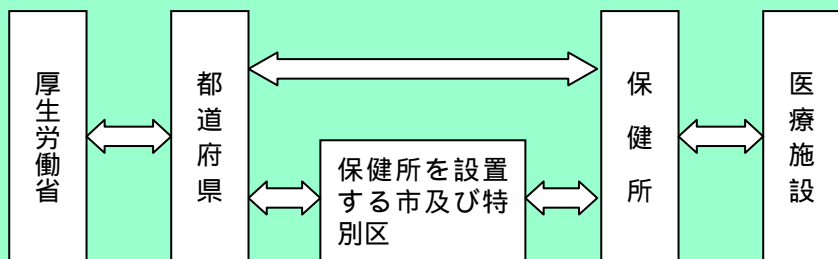 厚生労働省
都道府県
保健所を設置
する市及び特
別区
保健所
医療施設